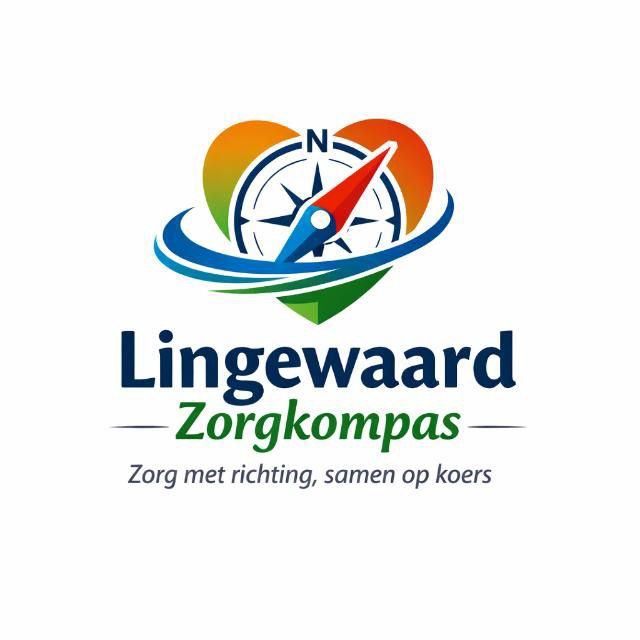 N
Lingewaard
Zorgkompas
Zorg met richting, samen op koers